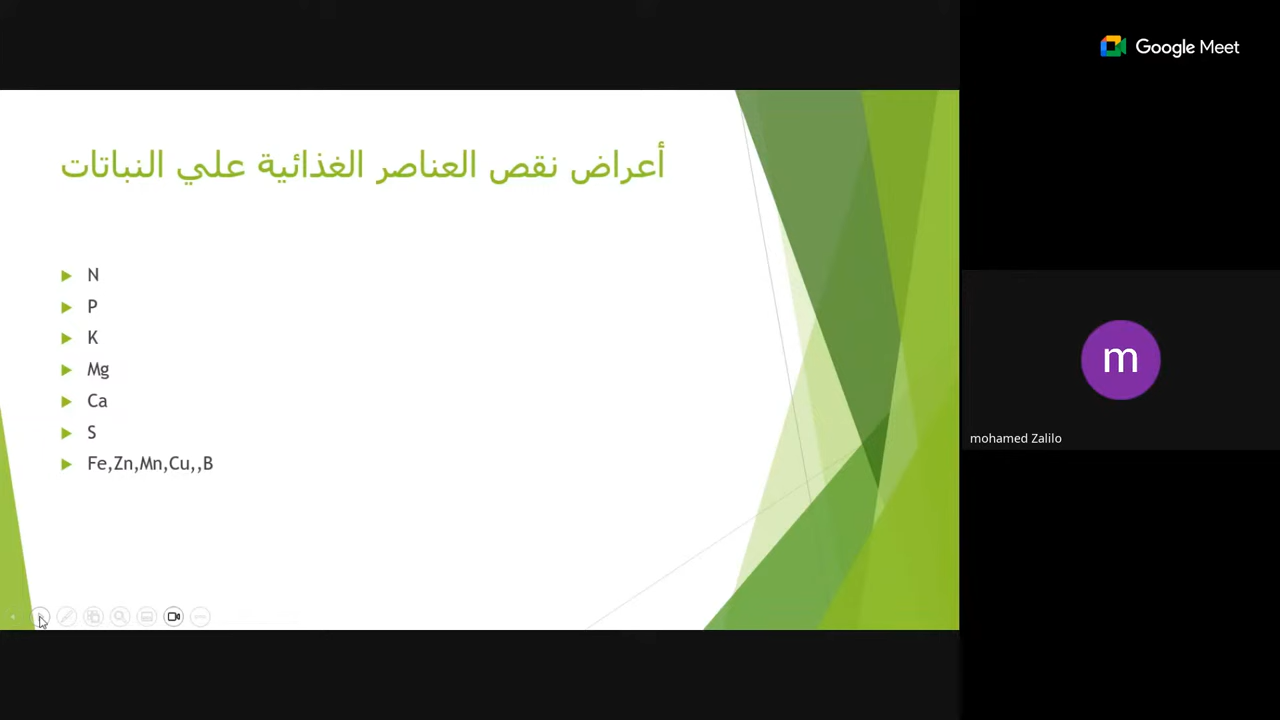 Google Meet
أعراض نقص العناصر الغذائية علي النباتات
N
P
K
Mg
Ca
S
Fe,Zn,Mn,Cu,,B
m
mohamed Zalilo